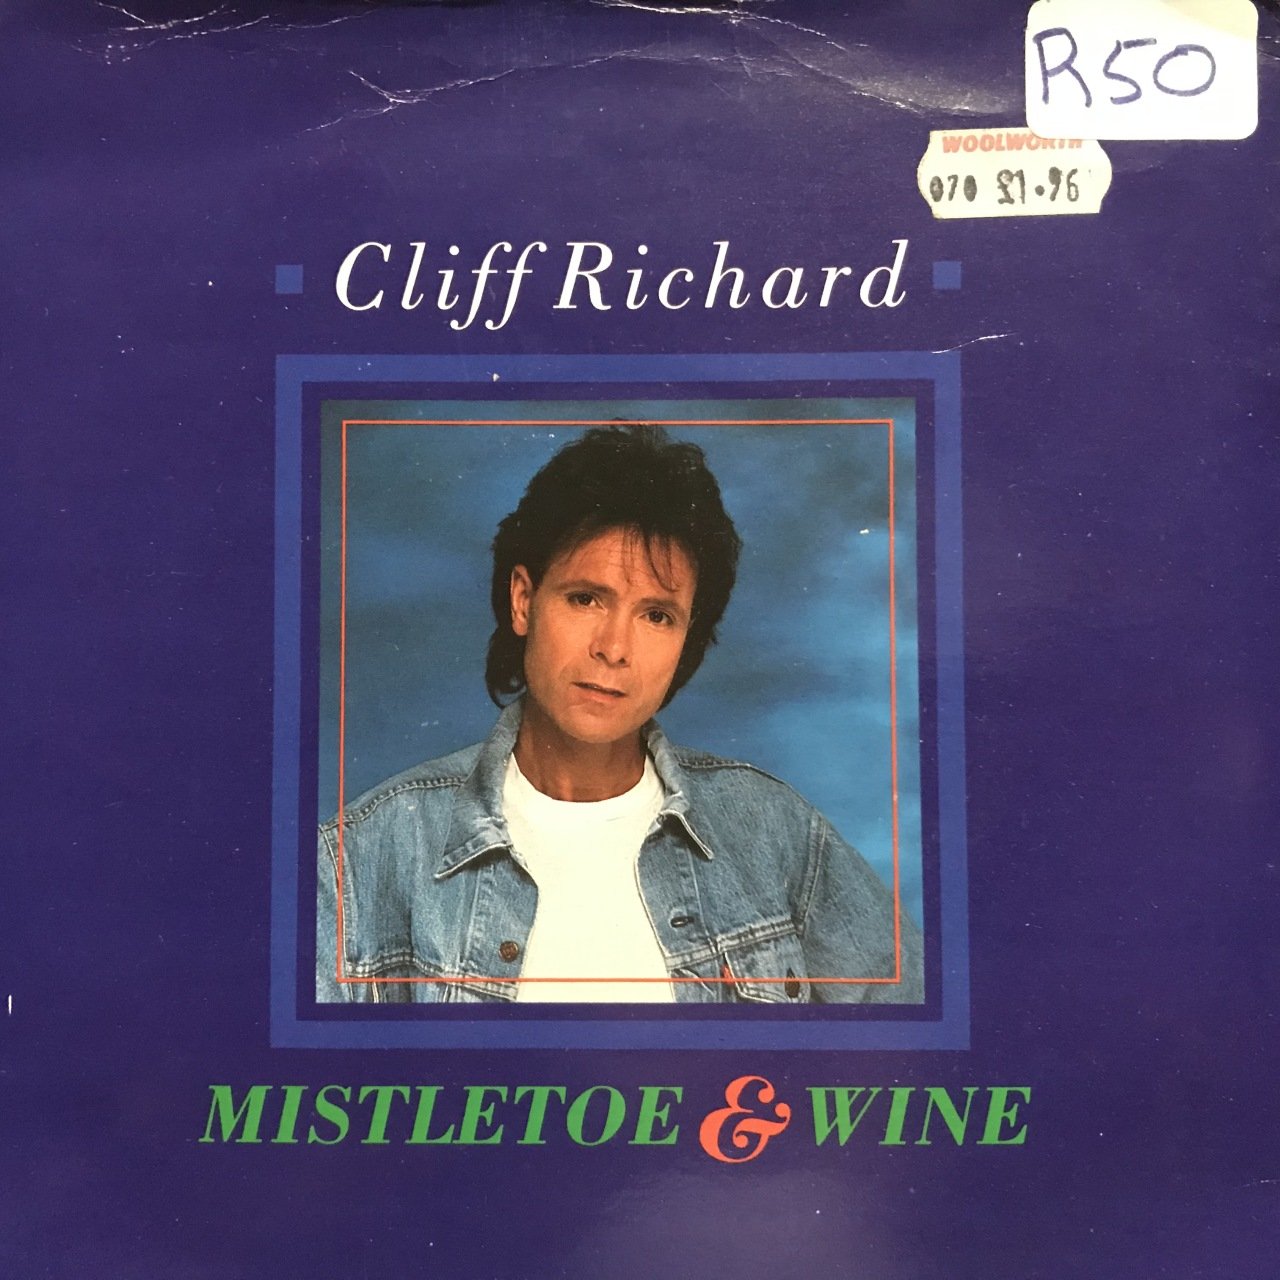 R50
WOOLWORTH
070 £1.96
Cliff Richard
MISTLETOE & WINE